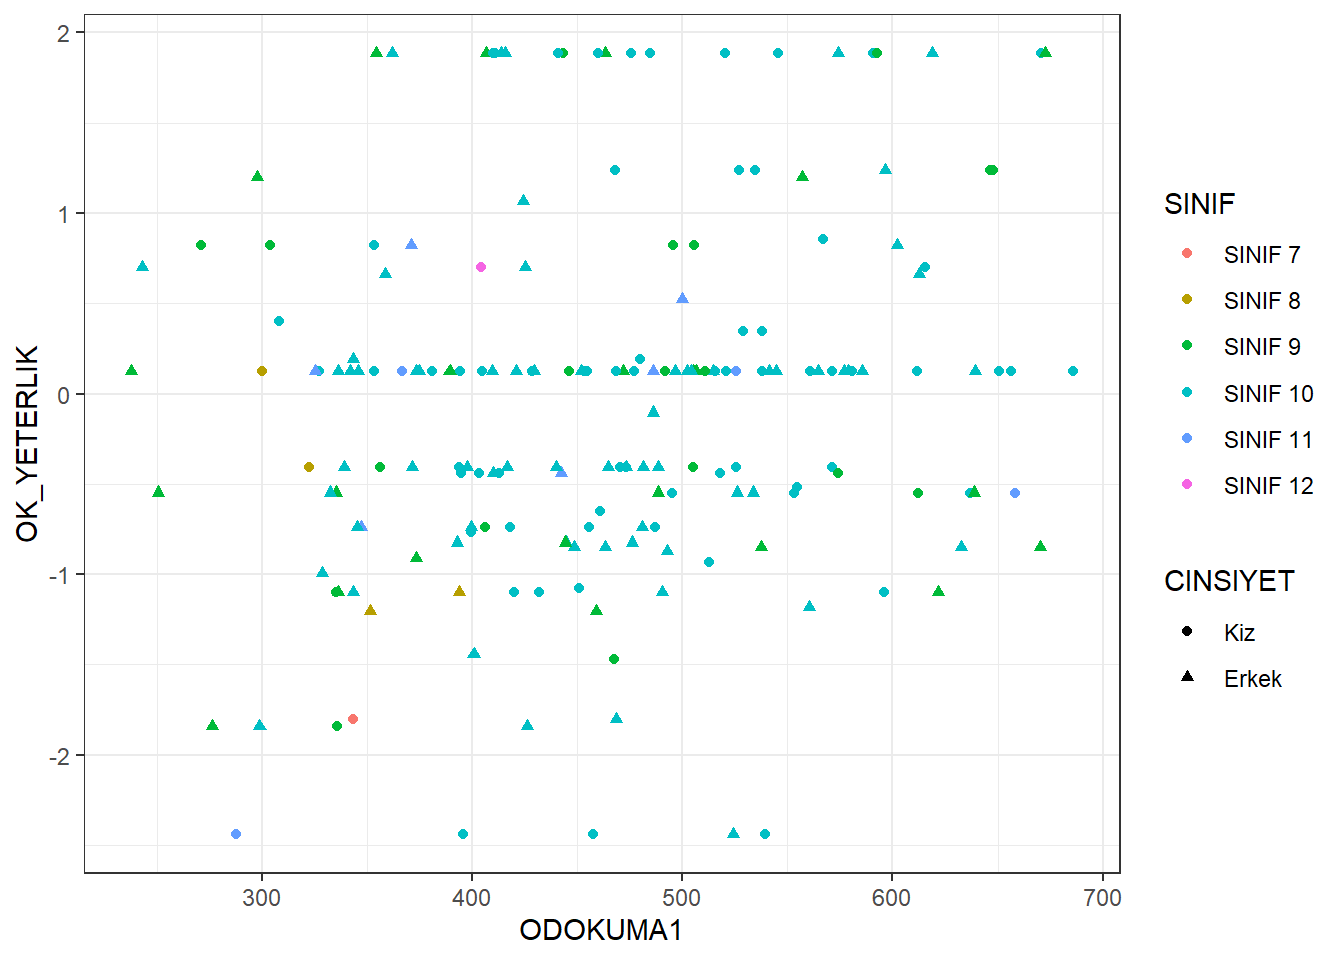 2
1
0
-1
-2
OK_YETERLIK
300
400
500
600
700
ODOKUMA1
SINIF
SINIF 7
SINIF 8
SINIF 9
SINIF 10
SINIF 11
SINIF 12
CINSIYET
Kiz
Erkek